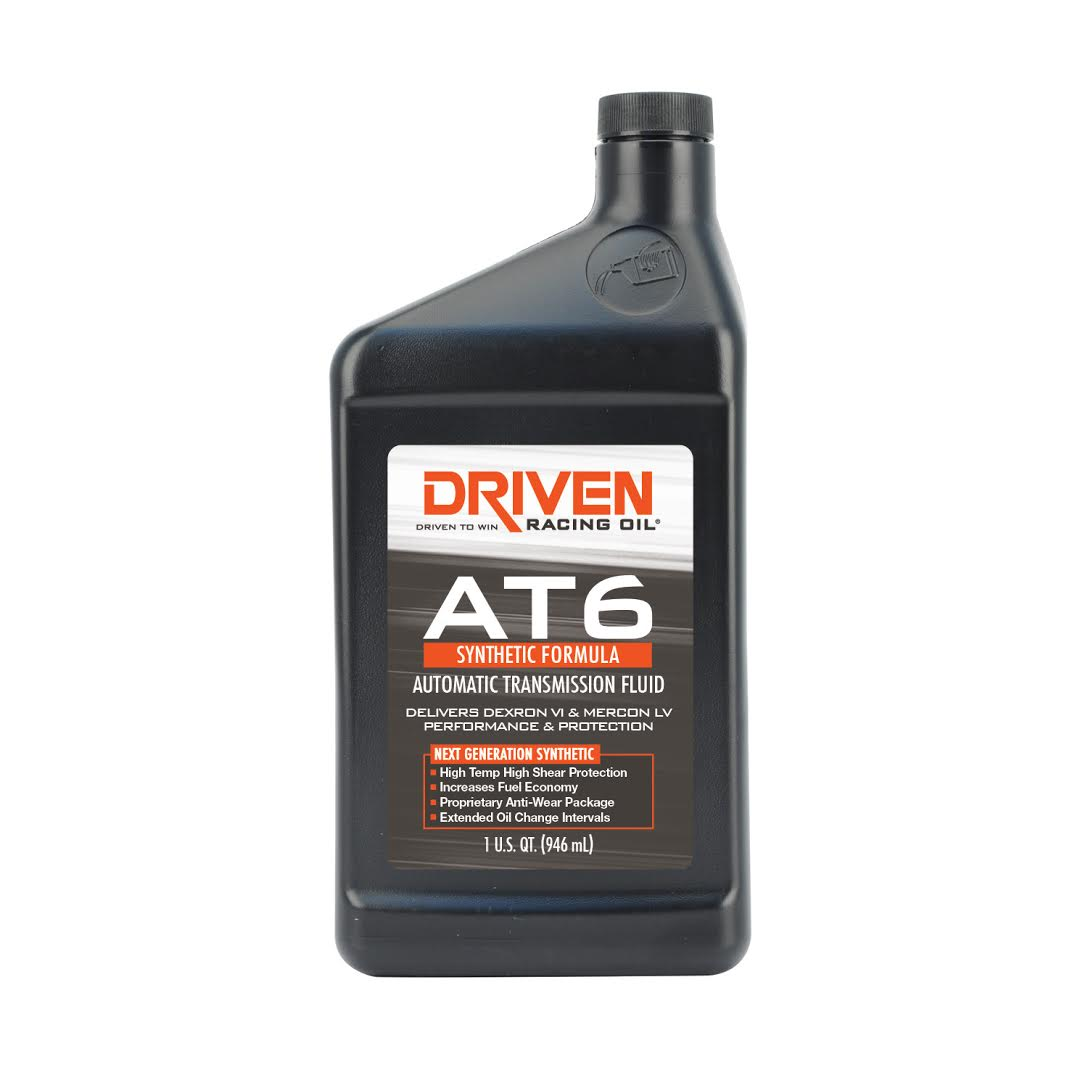 DRIVEN
DRIVEN TO WIN RACING OIL®
AT6
SYNTHETIC FORMULA
AUTOMATIC TRANSMISSION FLUID
DELIVERS DEXRON VI & MERCON LV
PERFORMANCE & PROTECTION
NEXT GENERATION SYNTHETIC
▪ High Temp High Shear Protection
▪ Increases Fuel Economy
▪ Proprietary Anti-Wear Package
▪ Extended Oil Change Intervals
1 U.S. QT. (946 mL)